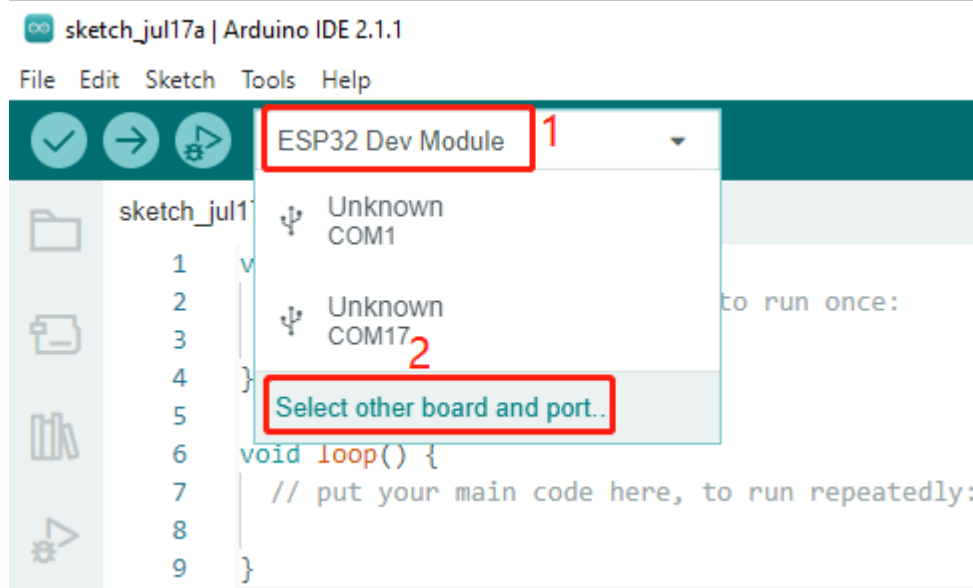 sketch_jul17a | Arduino IDE 2.1.1
File Edit Sketch Tools Help
ESP32 Dev Module 1
sketch_jul1
Unknown
COM1
Unknown
COM17
2
Select other board and port..
1 v
2 to run once:
3
4 }
5
6 void loop() {
7 // put your main code here, to run repeatedly:
8
9 }